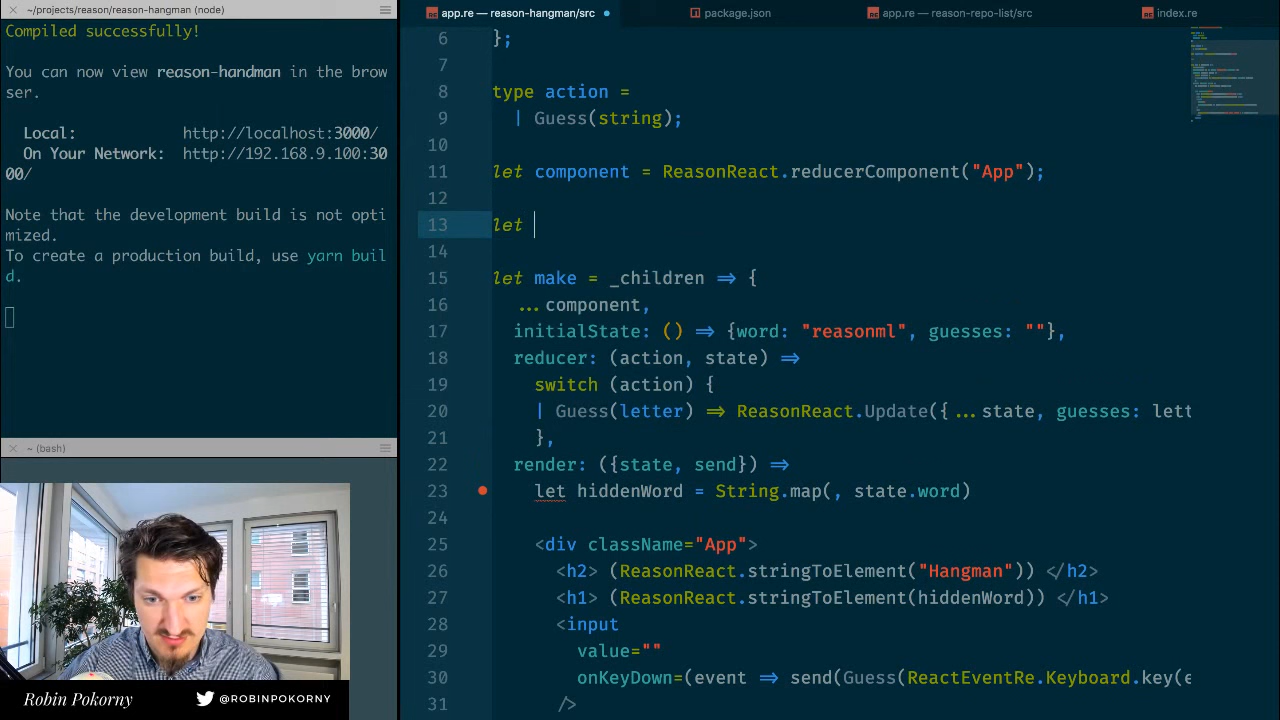 ~/projects/reason/reason-hangman (node)
Compiled successfully!
You can now view reason-handman in the brow
ser.
Local: http://localhost:3000/
On Your Network: http://192.168.9.100:30
00/
Note that the development build is not opti
mized.
To create a production build, use yarn buil
d.
~ (bash)
Robin Pokorny @ROBINPOKORNY
app.re — reason-hangman/src package.json app.re — reason-repo-list/src index.re
6 };
7
8 type action =
9 | Guess(string);
10
11 let component = ReasonReact.reducerComponent("App");
12
13 let
14
15 let make = _children => {
16 ...component,
17 initialState: () => {word: "reasonml", guesses: ""},
18 reducer: (action, state) =>
19 switch (action) {
20 | Guess(letter) => ReasonReact.Update({...state, guesses: lett
21 },
22 render: ({state, send}) =>
23 let hiddenWord = String.map(, state.word)
24
25 <div className="App">
26 <h2> (ReasonReact.stringToElement("Hangman")) </h2>
27 <h1> (ReasonReact.stringToElement(hiddenWord)) </h1>
28 <input
29 value=""
30 onKeyDown=(event => send(Guess(ReactEventRe.Keyboard.key(e
31 />